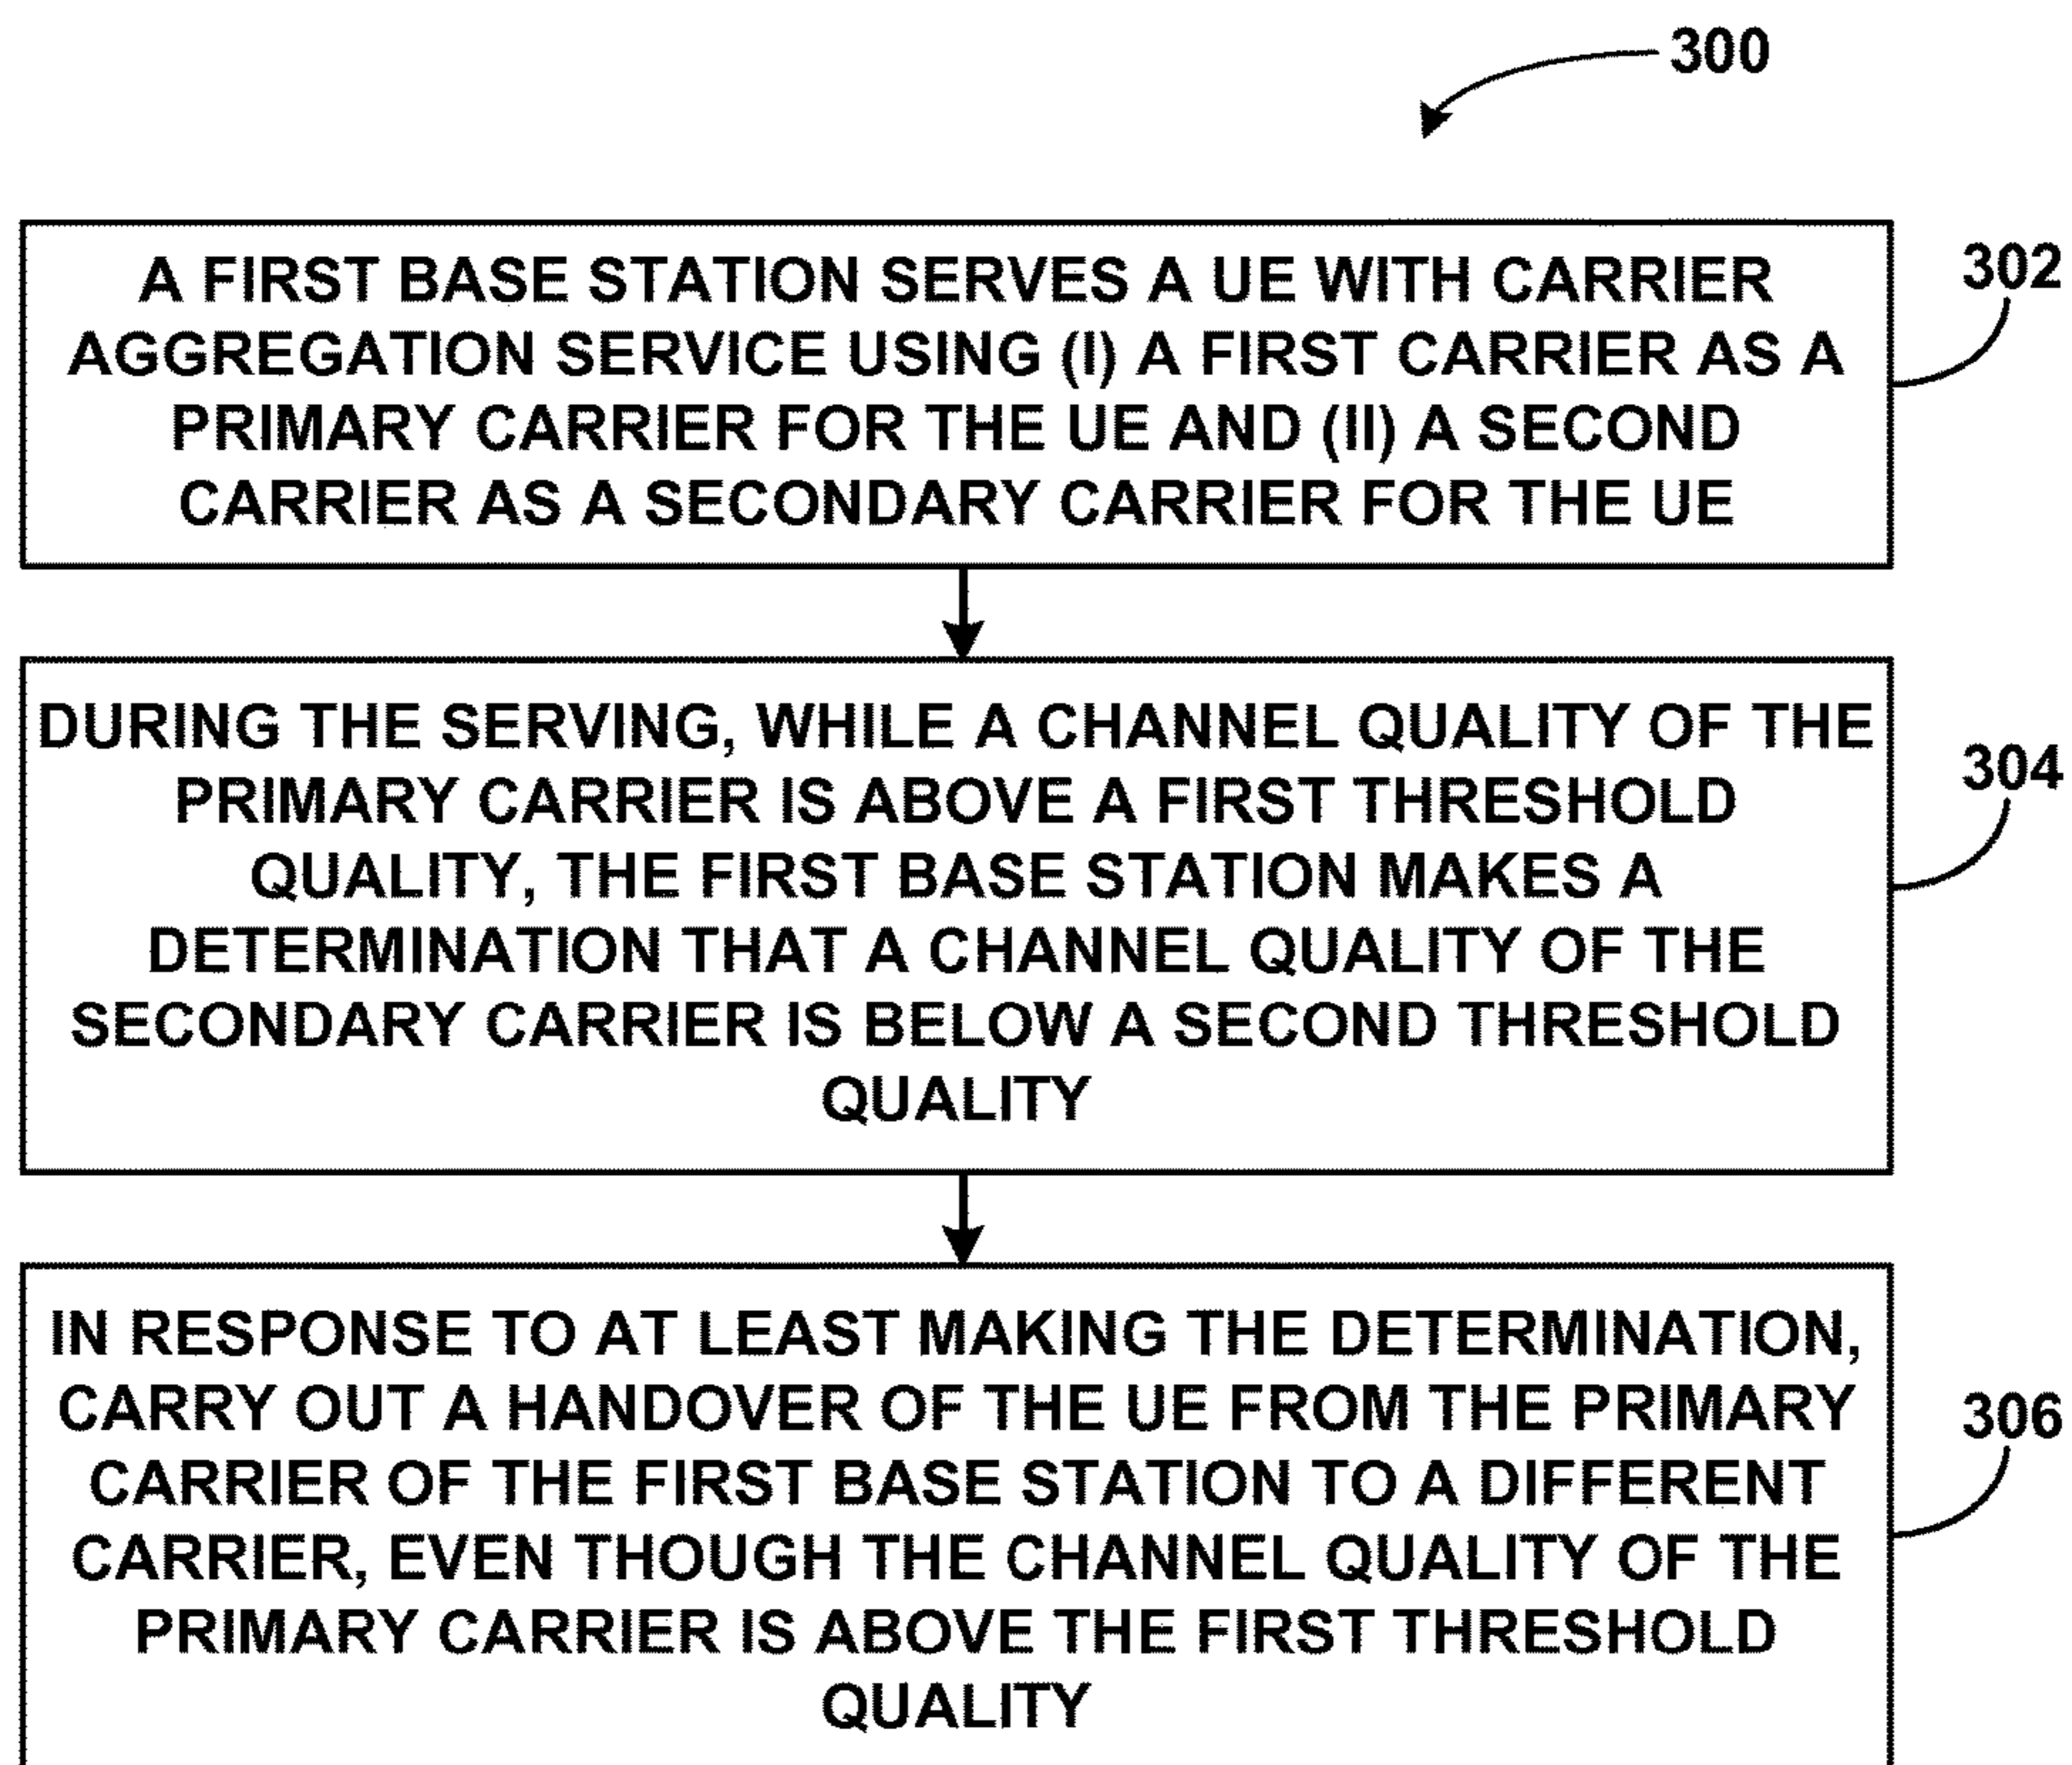 300
A FIRST BASE STATION SERVES A UE WITH CARRIER
AGGREGATION SERVICE USING (I) A FIRST CARRIER AS A
PRIMARY CARRIER FOR THE UE AND (II) A SECOND
CARRIER AS A SECONDARY CARRIER FOR THE UE
302
DURING THE SERVING, WHILE A CHANNEL QUALITY OF THE
PRIMARY CARRIER IS ABOVE A FIRST THRESHOLD
QUALITY, THE FIRST BASE STATION MAKES A
DETERMINATION THAT A CHANNEL QUALITY OF THE
SECONDARY CARRIER IS BELOW A SECOND THRESHOLD
QUALITY
304
IN RESPONSE TO AT LEAST MAKING THE DETERMINATION,
CARRY OUT A HANDOVER OF THE UE FROM THE PRIMARY
CARRIER OF THE FIRST BASE STATION TO A DIFFERENT
CARRIER, EVEN THOUGH THE CHANNEL QUALITY OF THE
PRIMARY CARRIER IS ABOVE THE FIRST THRESHOLD
QUALITY
306